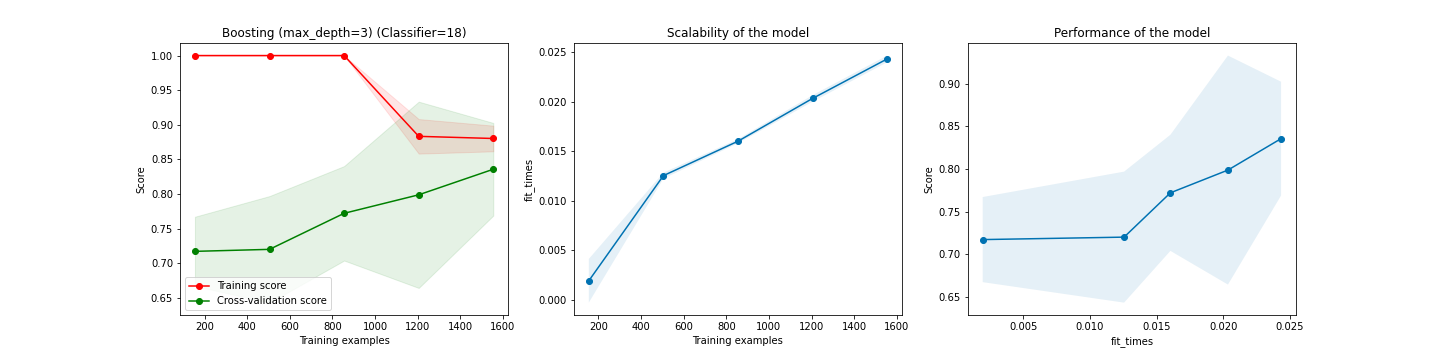 Boosting (max_depth=3) (Classifier=18)
1.00
0.95
0.90
0.85
0.80
0.75
0.70
0.65
Score
Training score
Cross-validation score
200 400 600 800 1000 1200 1400 1600
Training examples
Scalability of the model
0.025
0.020
0.015
0.010
0.005
0.000
fit_times
200 400 600 800 1000 1200 1400 1600
Training examples
Performance of the model
0.90
0.85
0.80
0.75
0.70
0.65
Score
0.005 0.010 0.015 0.020 0.025
fit_times